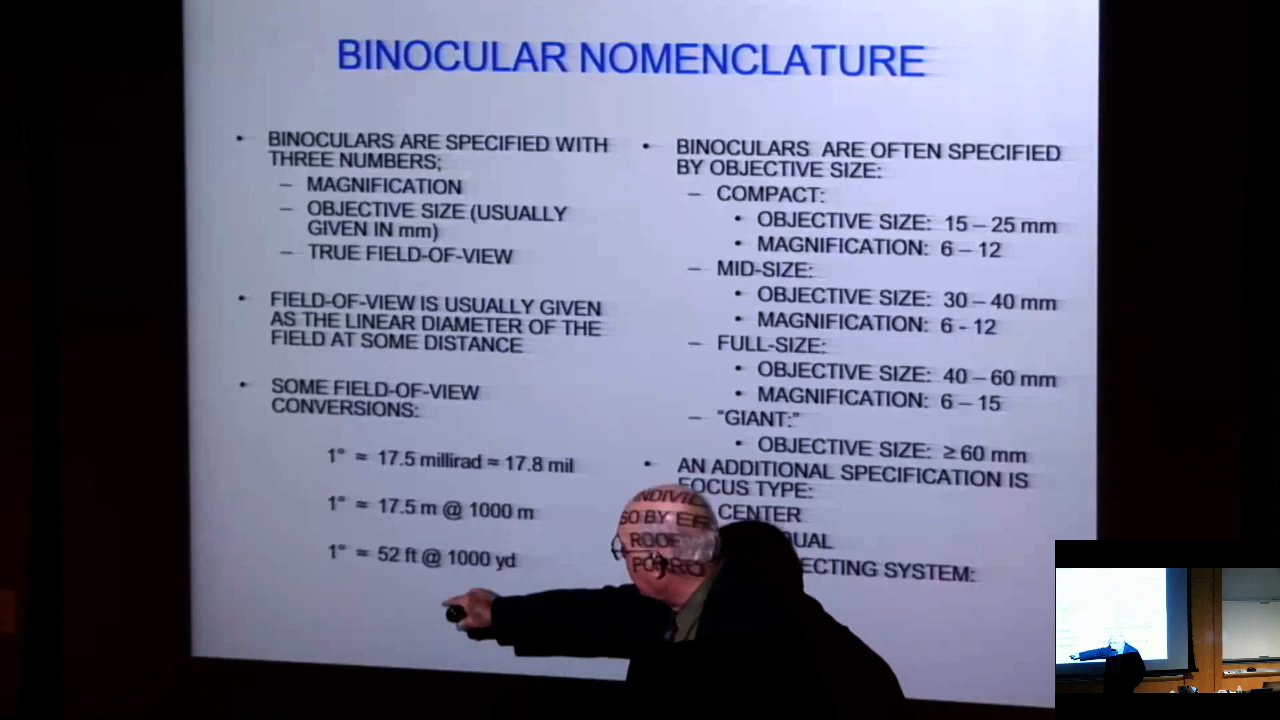 BINOCULAR NOMENCLATURE
• BINOCULARS ARE SPECIFIED WITH
THREE NUMBERS;
– MAGNIFICATION
– OBJECTIVE SIZE (USUALLY
GIVEN IN mm)
– TRUE FIELD-OF-VIEW
• FIELD-OF-VIEW IS USUALLY GIVEN
AS THE LINEAR DIAMETER OF THE
FIELD AT SOME DISTANCE
• SOME FIELD-OF-VIEW
CONVERSIONS:
1° ≈ 17.5 millirad ≈ 17.8 mil
1° ≈ 17.5 m @ 1000 m
1° ≈ 52 ft @ 1000 yd
• BINOCULARS ARE OFTEN SPECIFIED
BY OBJECTIVE SIZE:
– COMPACT:
• OBJECTIVE SIZE: 15 – 25 mm
• MAGNIFICATION: 6 – 12
– MID-SIZE:
• OBJECTIVE SIZE: 30 – 40 mm
• MAGNIFICATION: 6 - 12
– FULL-SIZE:
• OBJECTIVE SIZE: 40 – 60 mm
• MAGNIFICATION: 6 – 15
– “GIANT:”
• OBJECTIVE SIZE: ≥ 60 mm
• AN ADDITIONAL SPECIFICATION IS
FOCUS TYPE:
CENTER
INDIVI DUAL
SO BY ER ECTING SYSTEM:
ROOF
PORRO